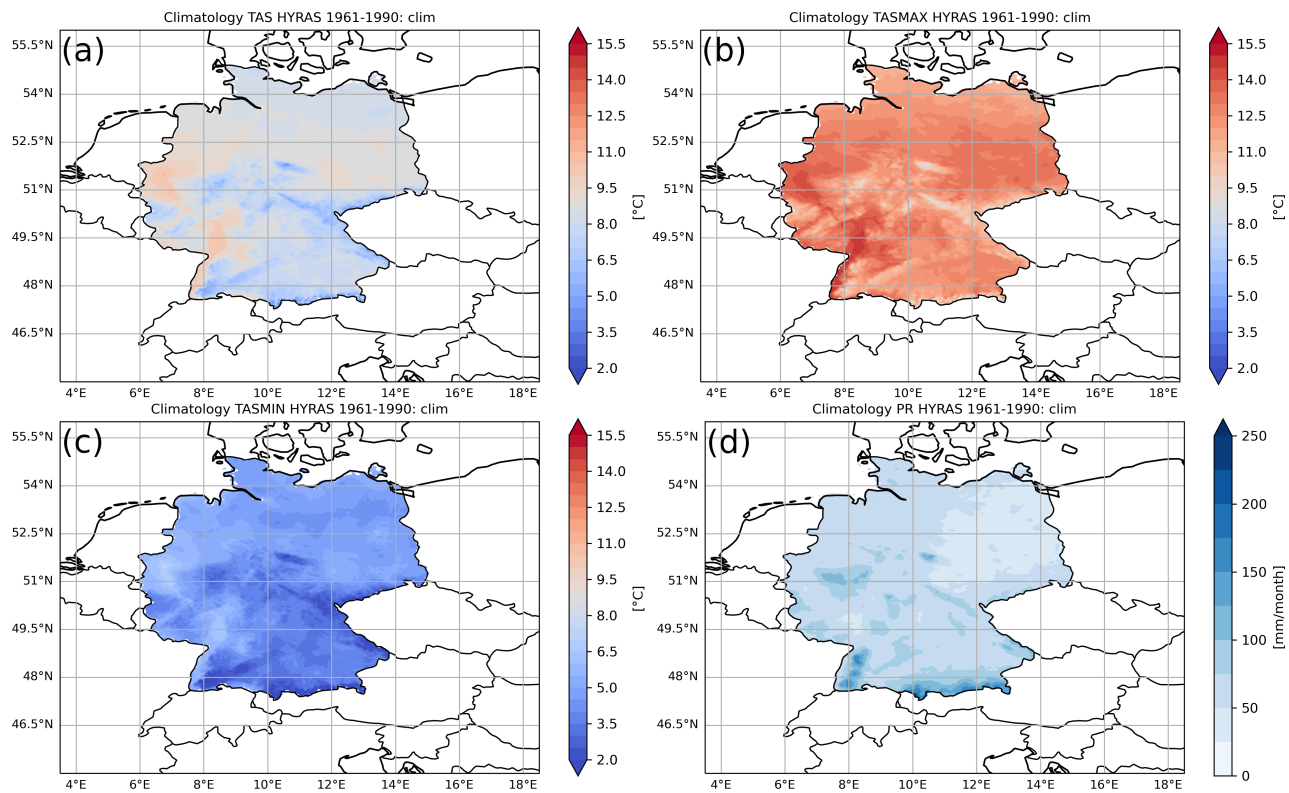 Climatology TAS HYRAS 1961-1990: clim
(a)
55.5°N
54°N
52.5°N
51°N
49.5°N
48°N
46.5°N
4°E 6°E 8°E 10°E 12°E 14°E 16°E 18°E
15.5
14.0
12.5
11.0
9.5
8.0
6.5
5.0
3.5
2.0
[°C]
Climatology TASMAX HYRAS 1961-1990: clim
(b)
55.5°N
54°N
52.5°N
51°N
49.5°N
48°N
46.5°N
4°E 6°E 8°E 10°E 12°E 14°E 16°E 18°E
15.5
14.0
12.5
11.0
9.5
8.0
6.5
5.0
3.5
2.0
[°C]
Climatology TASMIN HYRAS 1961-1990: clim
(c)
55.5°N
54°N
52.5°N
51°N
49.5°N
48°N
46.5°N
4°E 6°E 8°E 10°E 12°E 14°E 16°E 18°E
15.5
14.0
12.5
11.0
9.5
8.0
6.5
5.0
3.5
2.0
[°C]
Climatology PR HYRAS 1961-1990: clim
(d)
55.5°N
54°N
52.5°N
51°N
49.5°N
48°N
46.5°N
4°E 6°E 8°E 10°E 12°E 14°E 16°E 18°E
250
200
150
100
50
0
[mm/month]